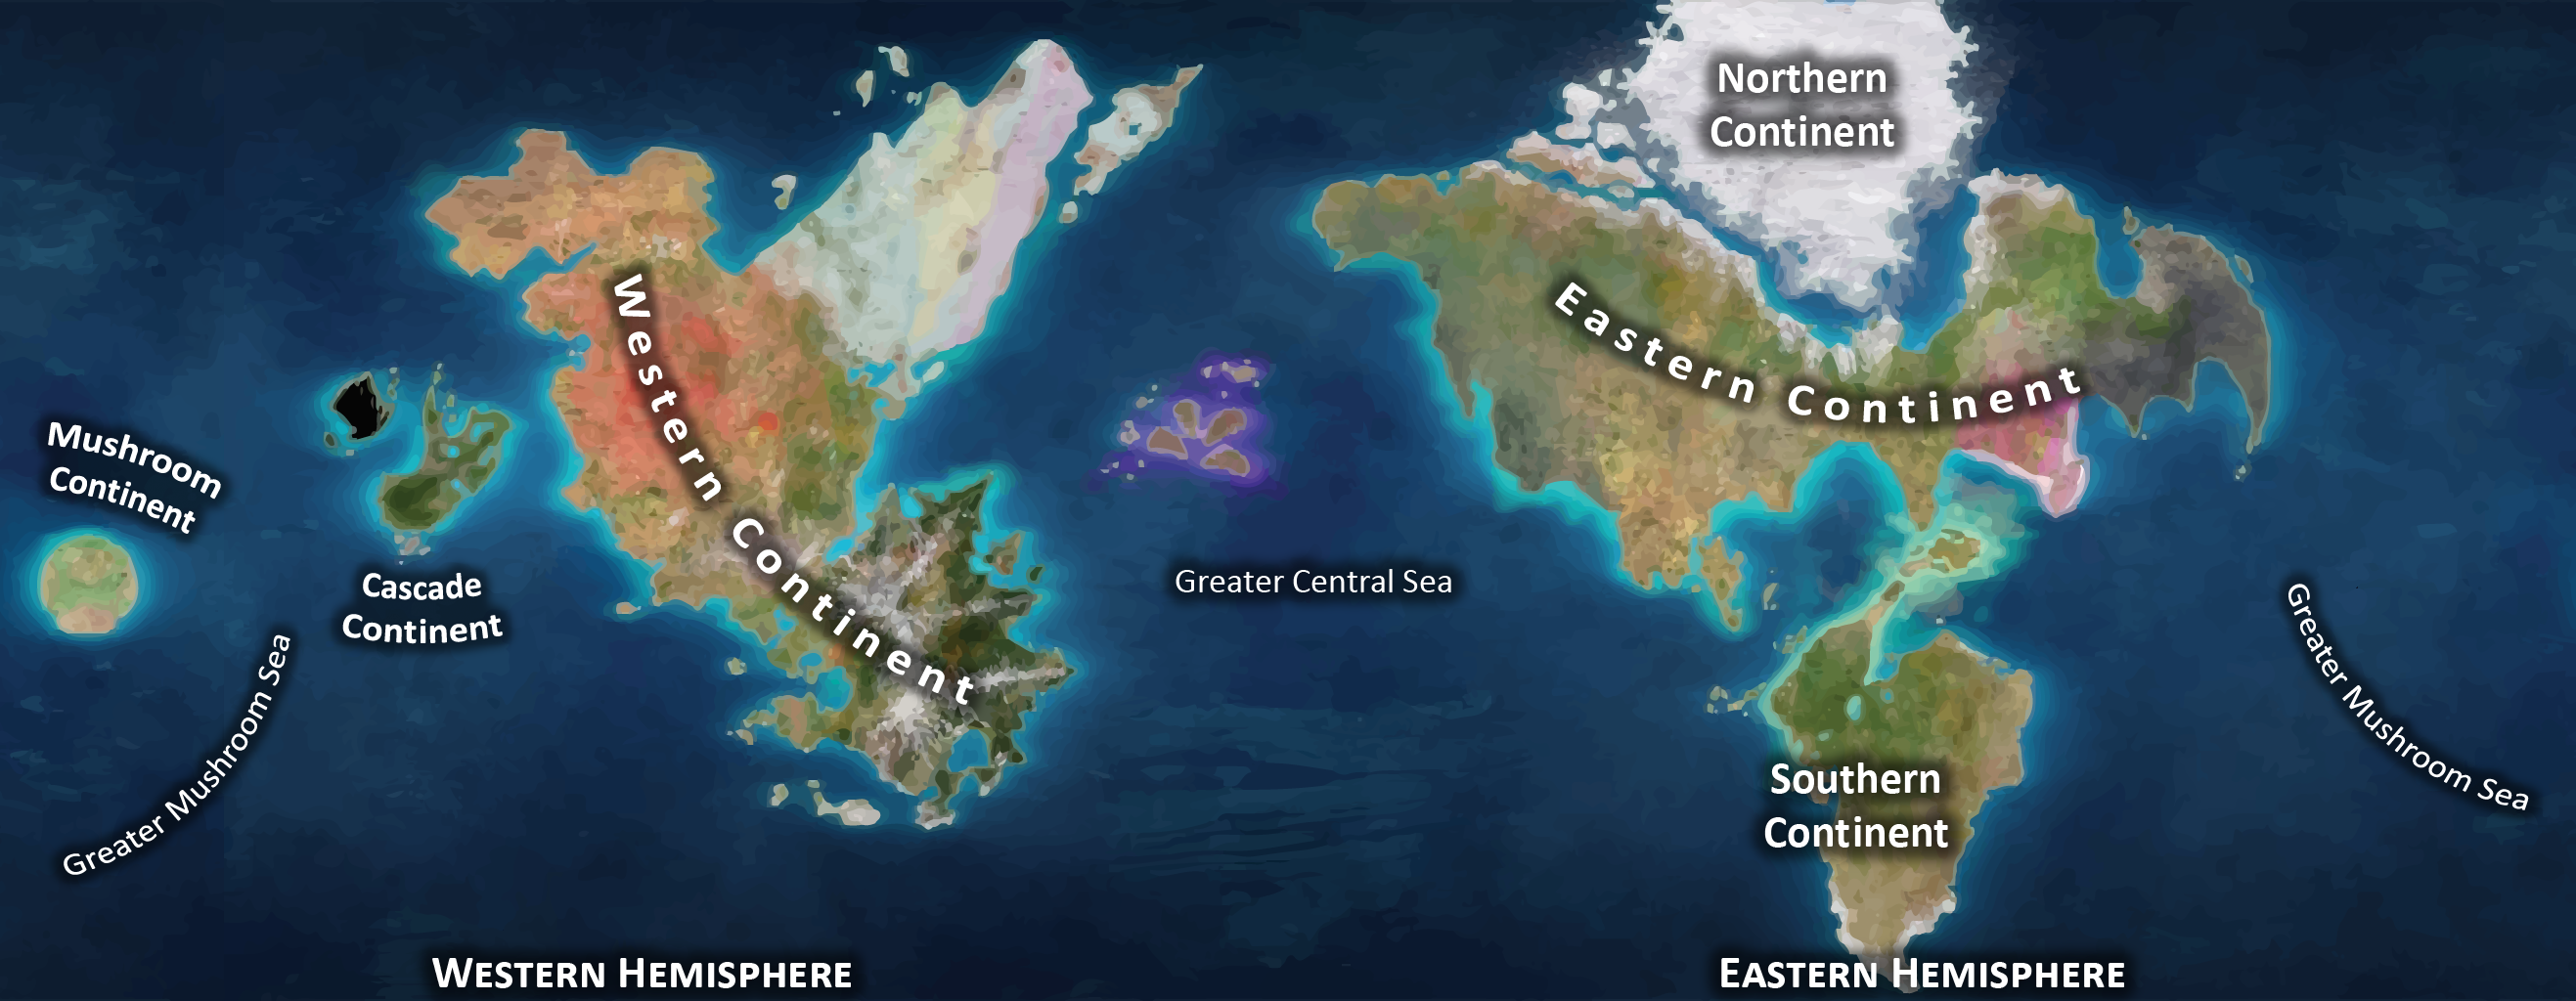 Northern
Continent
Western Continent
Eastern Continent
Mushroom
Continent
Cascade
Continent
Greater Central Sea
Greater Mushroom Sea
Greater Mushroom Sea
Southern
Continent
WESTERN HEMISPHERE
EASTERN HEMISPHERE